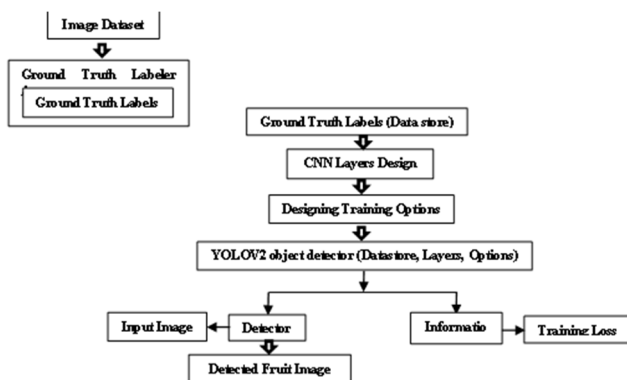 Image Dataset
Ground Truth Labeler
Ground Truth Labels
Ground Truth Labels (Data store)
CNN Layers Design
Designing Training Options
YOLOV2 object detector (Datastore, Layers, Options)
Input Image
Detector
Informatio
Training Loss
Detected Fruit Image